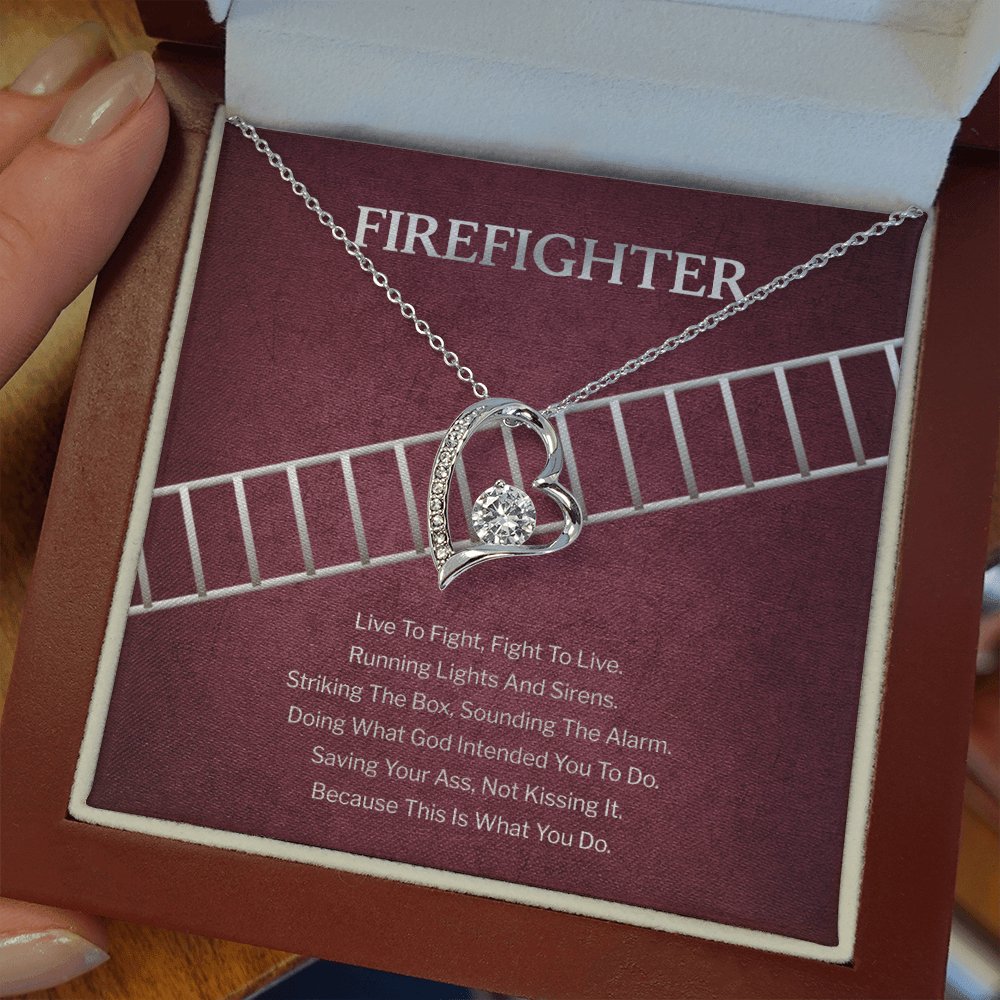 FIREFIGHTER
Live To Fight, Fight To Live.
Running Lights And Sirens.
Striking The Box, Sounding The Alarm.
Doing What God Intended You To Do.
Saving Your Ass, Not Kissing It.
Because This Is What You Do.